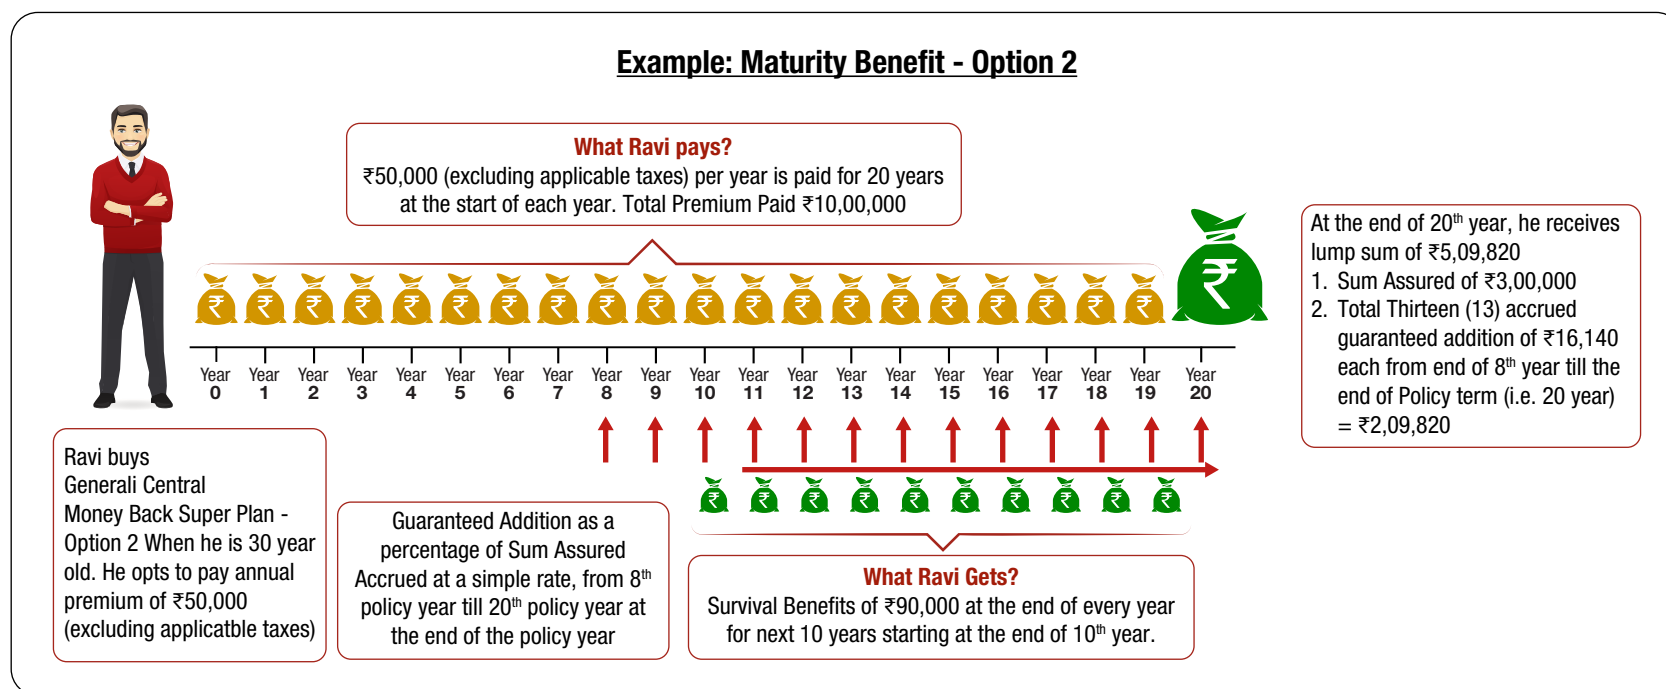 Example: Maturity Benefit - Option 2
What Ravi pays?
₹50,000 (excluding applicable taxes) per year is paid for 20 years
at the start of each year. Total Premium Paid ₹10,00,000
At the end of 20th year, he receives
lump sum of ₹5,09,820
1. Sum Assured of ₹3,00,000
2. Total Thirteen (13) accrued
guaranteed addition of ₹16,140
each from end of 8th year till the
end of Policy term (i.e. 20 year)
= ₹2,09,820
₹ ₹ ₹ ₹ ₹ ₹ ₹ ₹ ₹ ₹ ₹ ₹ ₹ ₹ ₹ ₹ ₹ ₹ ₹ ₹ ₹
Year Year Year Year Year Year Year Year Year Year Year Year Year Year Year Year Year Year Year Year Year
0 1 2 3 4 5 6 7 8 9 10 11 12 13 14 15 16 17 18 19 20
₹ ₹ ₹ ₹ ₹ ₹ ₹ ₹ ₹ ₹
Ravi buys
Generali Central
Money Back Super Plan -
Option 2 When he is 30 year
old. He opts to pay annual
premium of ₹50,000
(excluding applicatble taxes)
Guaranteed Addition as a
percentage of Sum Assured
Accrued at a simple rate, from 8th
policy year till 20th policy year at
the end of the policy year
What Ravi Gets?
Survival Benefits of ₹90,000 at the end of every year
for next 10 years starting at the end of 10th year.